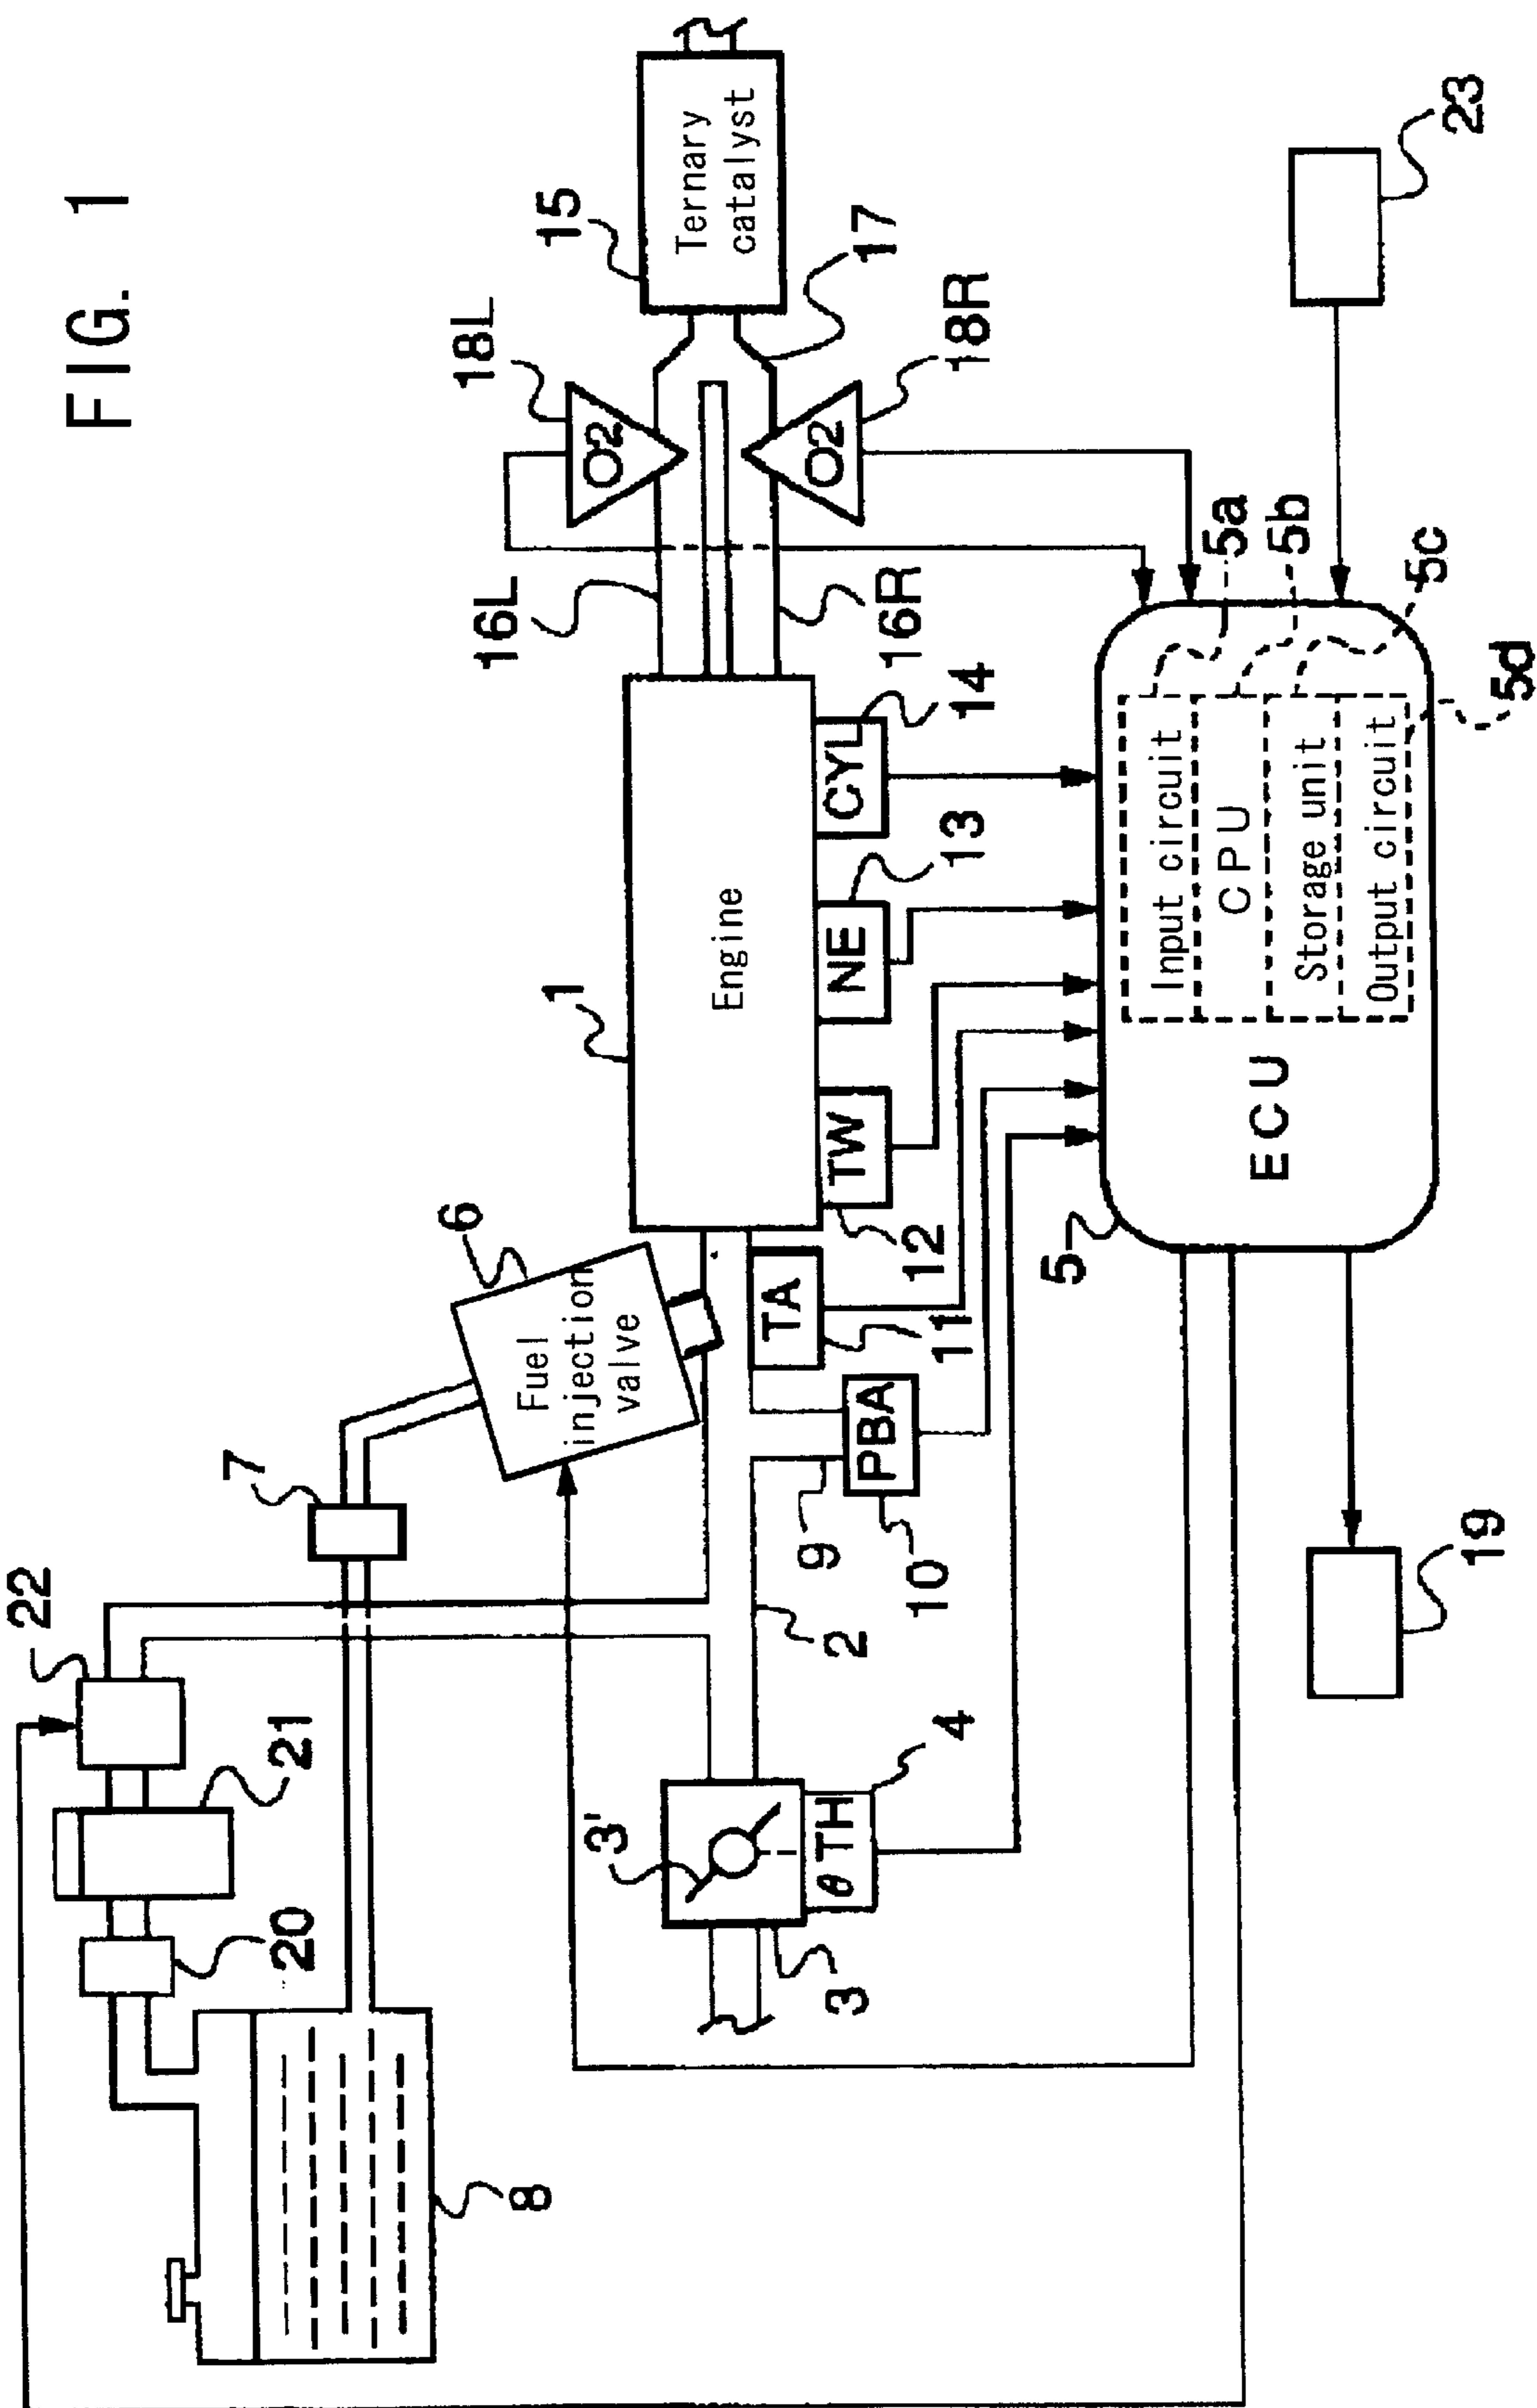 FIG. 1
22
7
6
1
16L
18L
15
Ternary
catalyst
21
20
Fuel
injection
valve
Engine
O2
O2
17
18R
16R
3'
θTH
4
3
2
9
PBA
10
TA
11
TW
12
NE
13
CYL
14
8
5
ECU
Input circuit
CPU
Storage unit
Output circuit
5a
5b
5c
5d
19
23